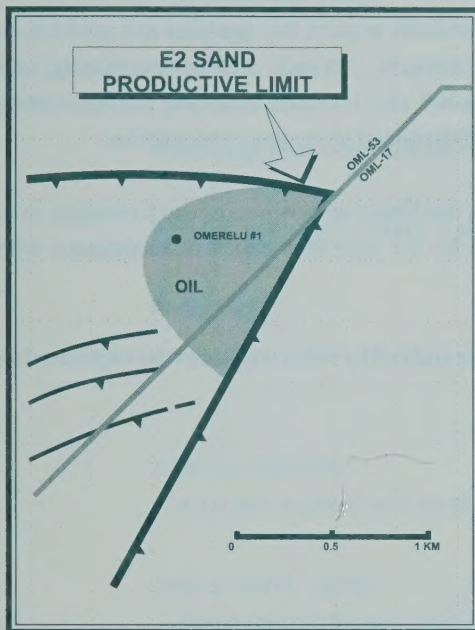 E2 SAND
PRODUCTIVE LIMIT
OML-53
OML-17
OMERELU #1
OIL
0
0.5
1 KM